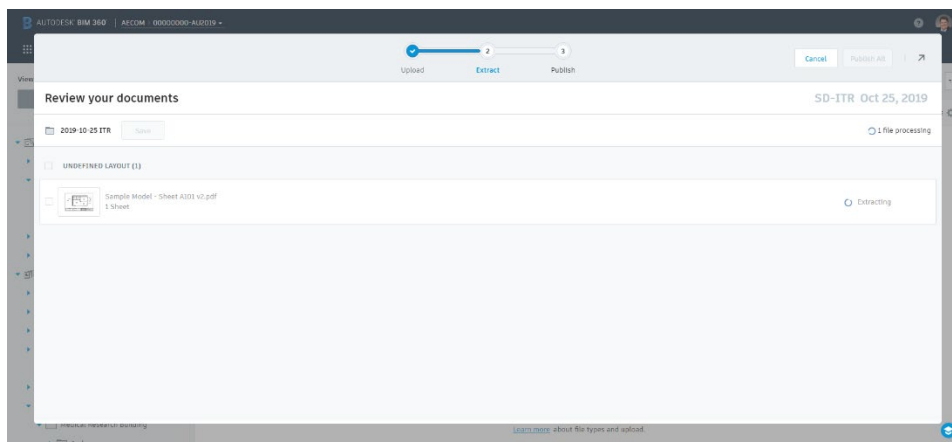 AUTODESK BIM 360 | AECOM : 00000000-AU2019
2
3
Upload
Extract
Publish
Cancel
Publish All
View
Review your documents
SD-ITR Oct 25, 2019
2019-10-25 ITR
Save
1 file processing
UNDEFINED LAYOUT (1)
Sample Model - Sheet A101 v2.pdf
1 Sheet
Extracting
Medical Research Building
Learn more about file types and upload.